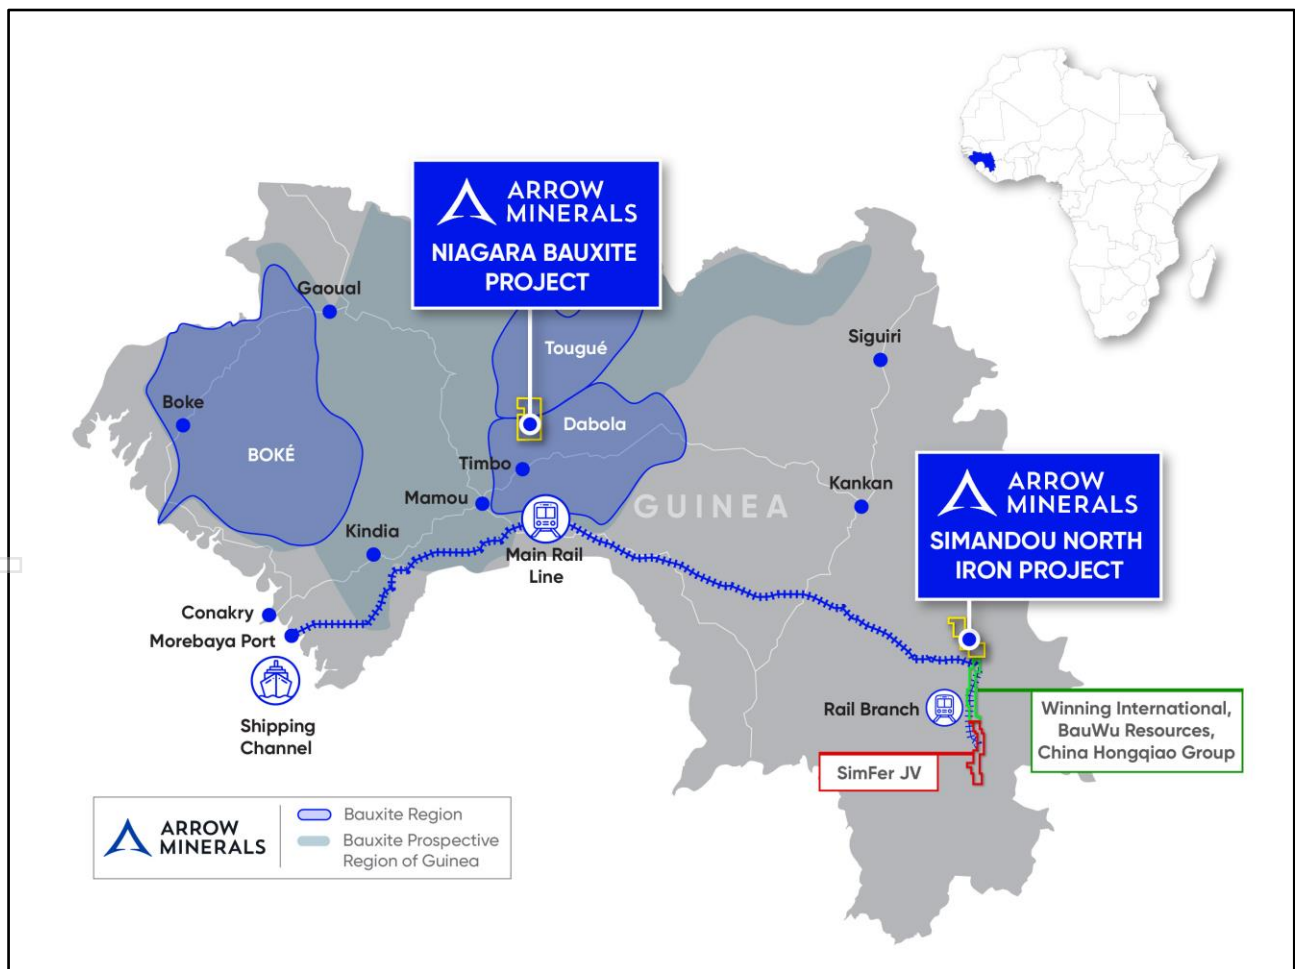 ARROW
MINERALS
NIAGARA BAUXITE
PROJECT
Gaoual
Tougué
Siguiri
Boke
Dabola
BOKÉ
Timbo
Mamou
GUINEA
Kankan
ARROW
MINERALS
SIMANDOU NORTH
IRON PROJECT
Kindia
Main Rail
Line
Conakry
Morebaya Port
Shipping
Channel
Rail Branch
Winning International,
BauWu Resources,
China Hongqiao Group
SimFer JV
ARROW
MINERALS
Bauxite Region
Bauxite Prospective
Region of Guinea